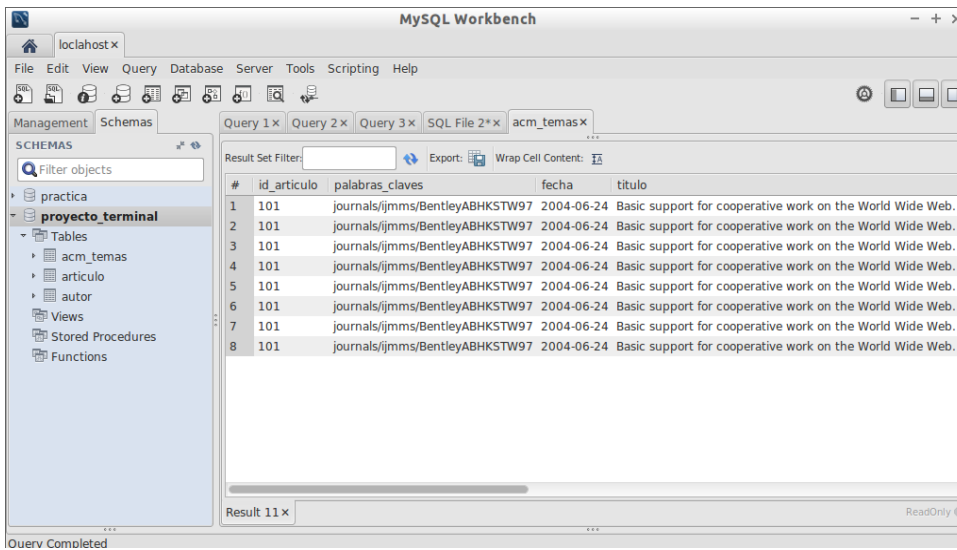 MySQL Workbench
loclahost
File Edit View Query Database Server Tools Scripting Help
Management Schemas
Query 1 Query 2 Query 3 SQL File 2* acm_temas
SCHEMAS
Filter objects
practica
proyecto_terminal
Tables
acm_temas
articulo
autor
Views
Stored Procedures
Functions
Result Set Filter: Export: Wrap Cell Content:
# id_articulo palabras_claves fecha titulo
1 101 journals/ijmms/BentleyABHKSTW97 2004-06-24 Basic support for cooperative work on the World Wide Web.
2 101 journals/ijmms/BentleyABHKSTW97 2004-06-24 Basic support for cooperative work on the World Wide Web.
3 101 journals/ijmms/BentleyABHKSTW97 2004-06-24 Basic support for cooperative work on the World Wide Web.
4 101 journals/ijmms/BentleyABHKSTW97 2004-06-24 Basic support for cooperative work on the World Wide Web.
5 101 journals/ijmms/BentleyABHKSTW97 2004-06-24 Basic support for cooperative work on the World Wide Web.
6 101 journals/ijmms/BentleyABHKSTW97 2004-06-24 Basic support for cooperative work on the World Wide Web.
7 101 journals/ijmms/BentleyABHKSTW97 2004-06-24 Basic support for cooperative work on the World Wide Web.
8 101 journals/ijmms/BentleyABHKSTW97 2004-06-24 Basic support for cooperative work on the World Wide Web.
Result 11
ReadOnly
Query Completed